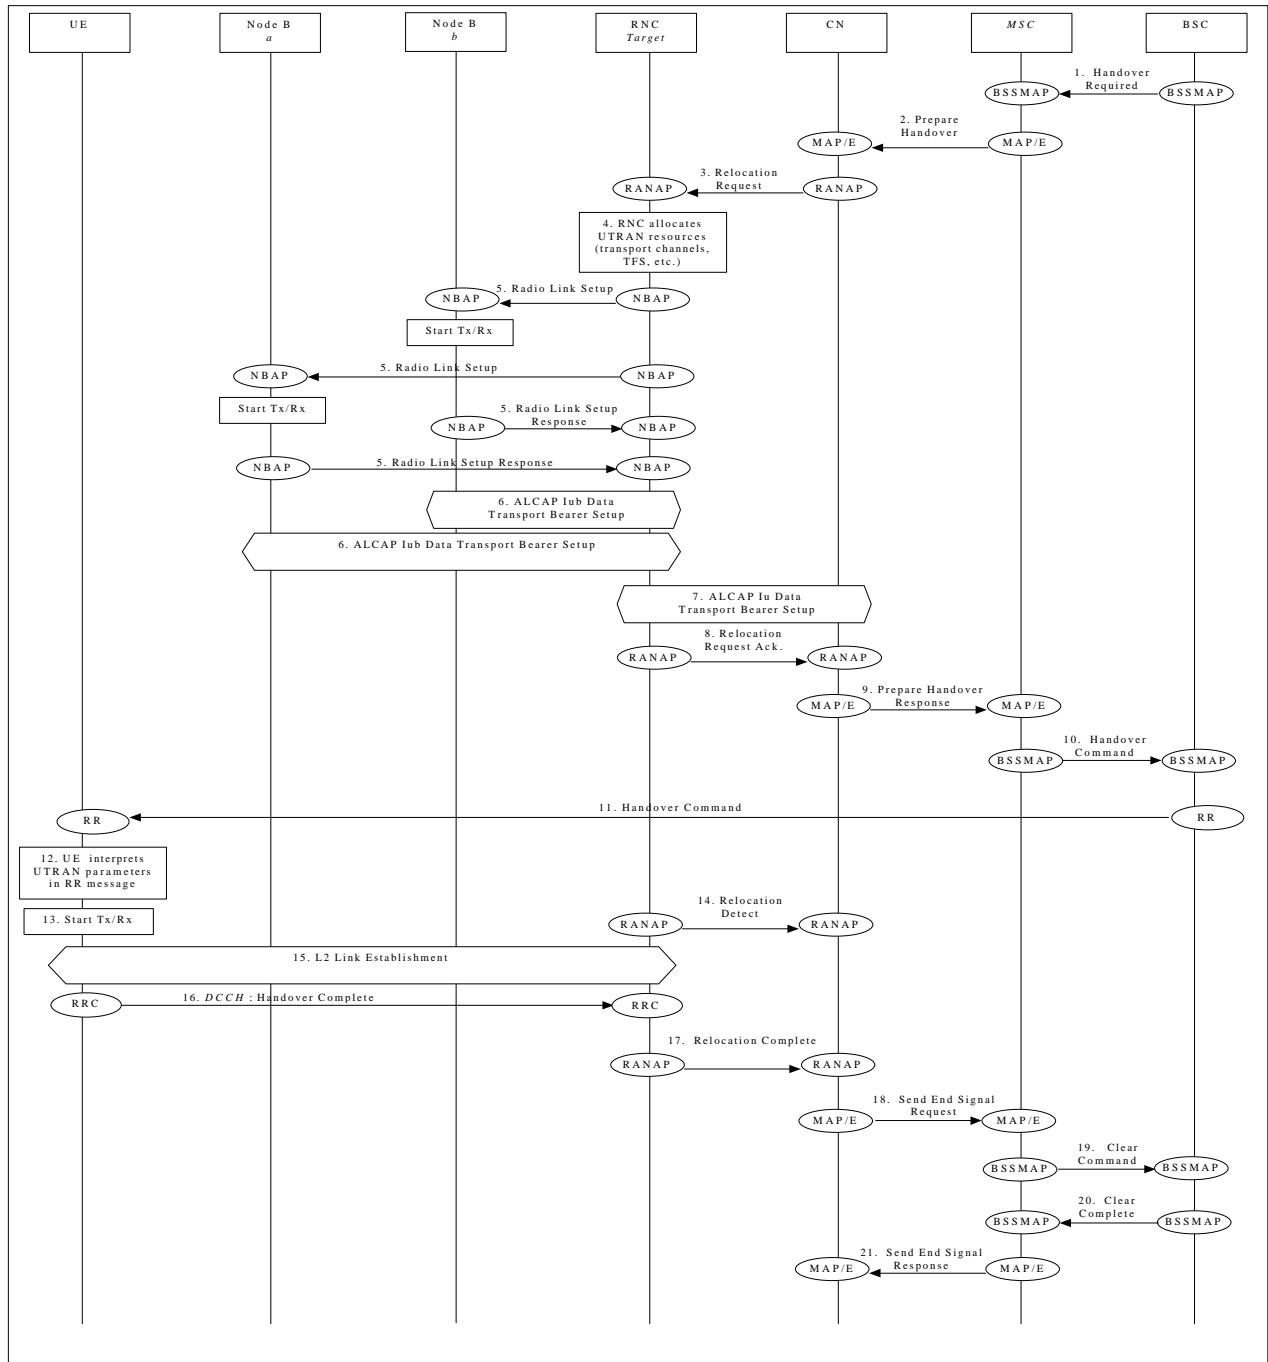 UE
Node B
a
Node B
b
RNC
Target
CN
MSC
BSC
1. Handover
Required
BSSMAP
BSSMAP
2. Prepare
Handover
MAP/E
MAP/E
3. Relocation
Request
RANAP
RANAP
4. RNC allocates
UTRAN resources
(transport channels,
TFS, etc.)
5. Radio Link Setup
NBAP
NBAP
Start Tx/Rx
5. Radio Link Setup
NBAP
NBAP
Start Tx/Rx
5. Radio Link Setup
Response
NBAP
NBAP
5. Radio Link Setup Response
NBAP
NBAP
6. ALCAP Iub Data
Transport Bearer Setup
6. ALCAP Iub Data Transport Bearer Setup
7. ALCAP Iu Data
Transport Bearer Setup
8. Relocation
Request Ack.
RANAP
RANAP
9. Prepare Handover
Response
MAP/E
MAP/E
10. Handover
Command
BSSMAP
BSSMAP
11. Handover Command
RR
RR
12. UE interprets
UTRAN parameters
in RR message
13. Start Tx/Rx
14. Relocation
Detect
RANAP
RANAP
15. L2 Link Establishment
16. DCCH : Handover Complete
RRC
RRC
17. Relocation Complete
RANAP
RANAP
18. Send End Signal
Request
MAP/E
MAP/E
19. Clear
Command
BSSMAP
BSSMAP
20. Clear
Complete
BSSMAP
BSSMAP
21. Send End Signal
Response
MAP/E
MAP/E